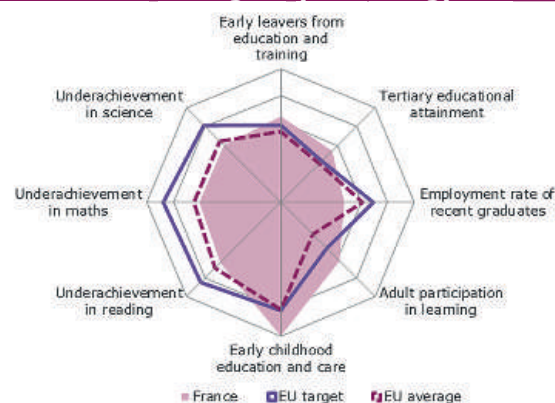 Early leavers from
education and
training
Underachievement
in science
Tertiary educational
attainment
Underachievement
in maths
Employment rate of
recent graduates
Underachievement
in reading
Adult participation
in learning
Early childhood
education and care
France EU target EU average